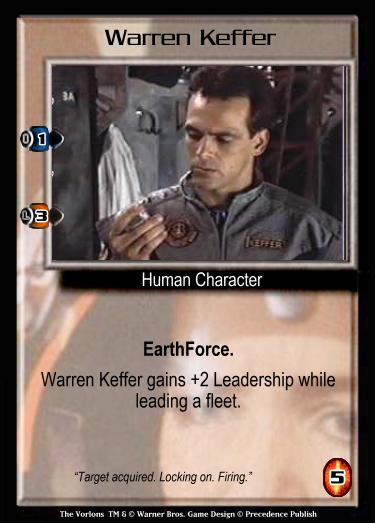 Warren Keffer
3A
D 1
KEFFER
L 3
Human Character
EarthForce.
Warren Keffer gains +2 Leadership while
leading a fleet.
"Target acquired. Locking on. Firing."
5
The Vorlons TM & © Warner Bros. Game Design © Precedence Publish